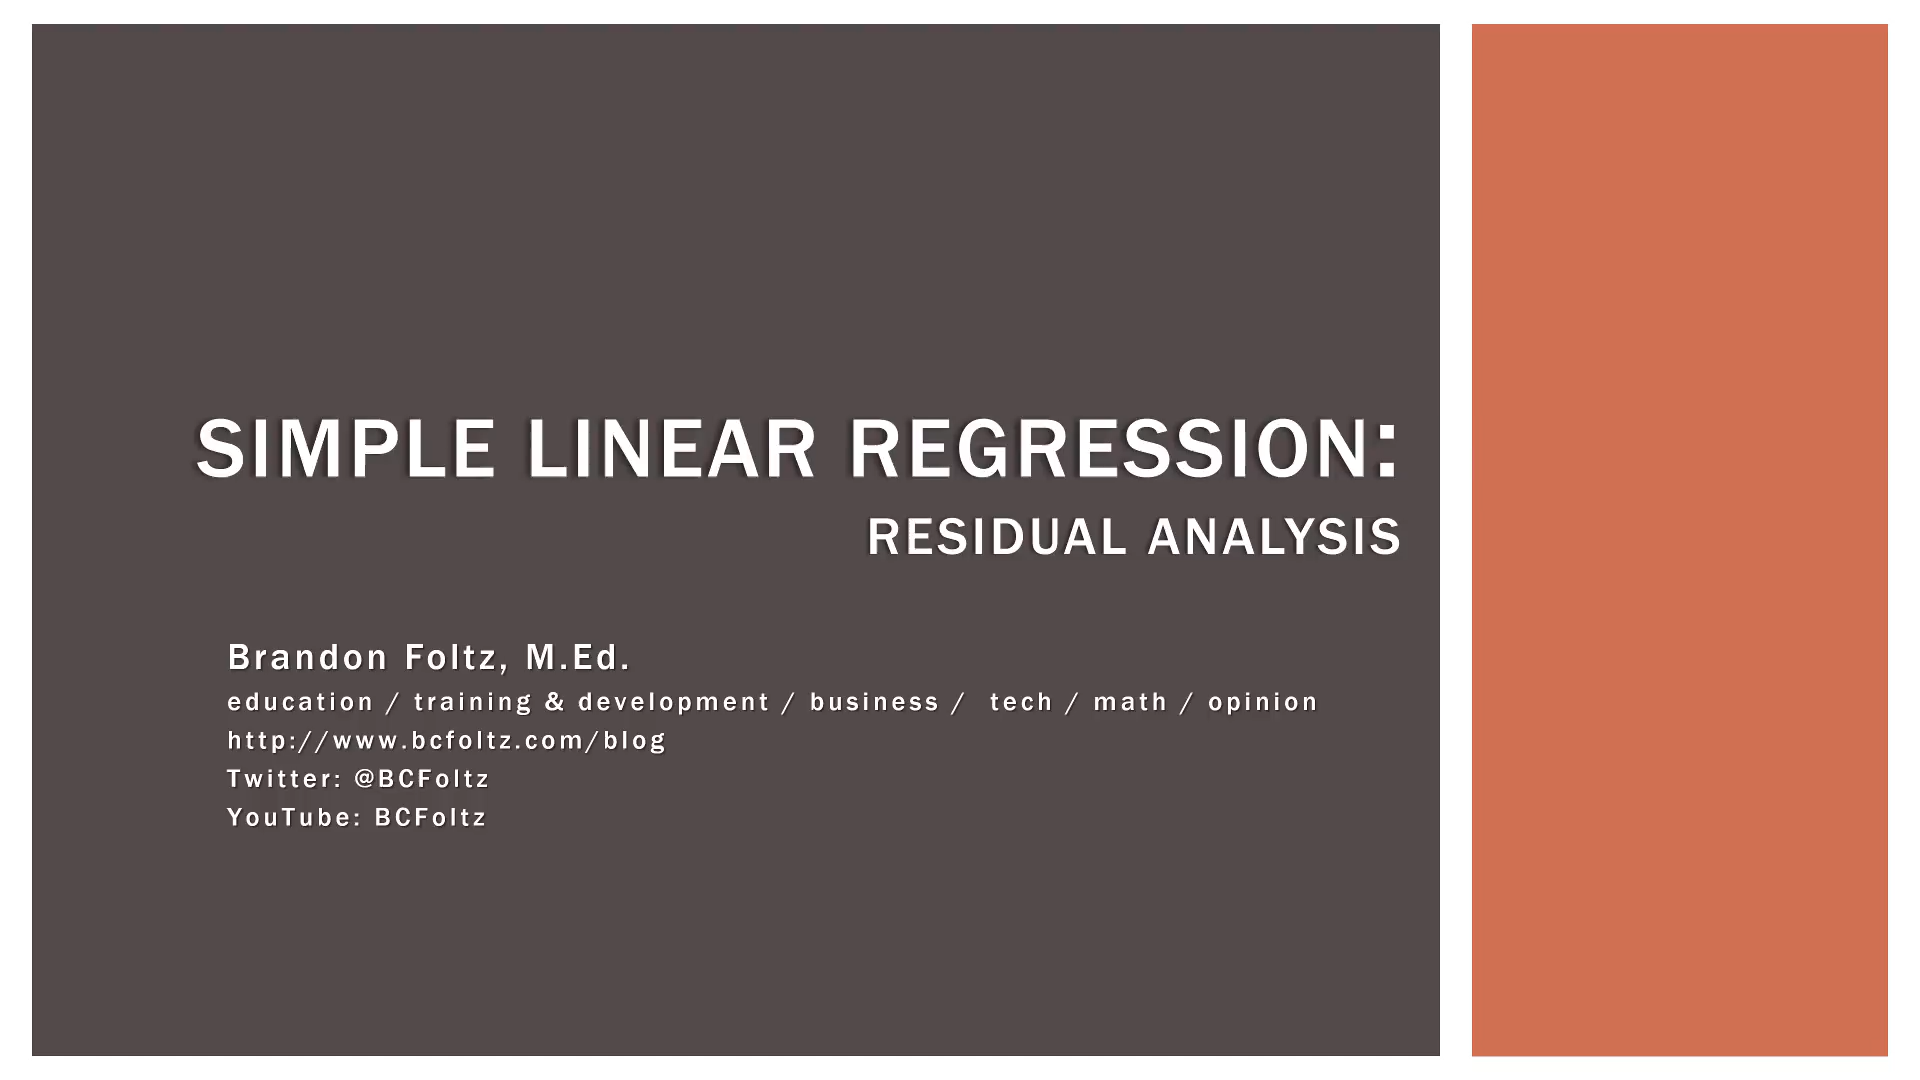 SIMPLE LINEAR REGRESSION:
RESIDUAL ANALYSIS
Brandon Foltz, M.Ed.
education / training & development / business / tech / math / opinion
http://www.bcfoltz.com/blog
Twitter: @BCFoltz
YouTube: BCFoltz